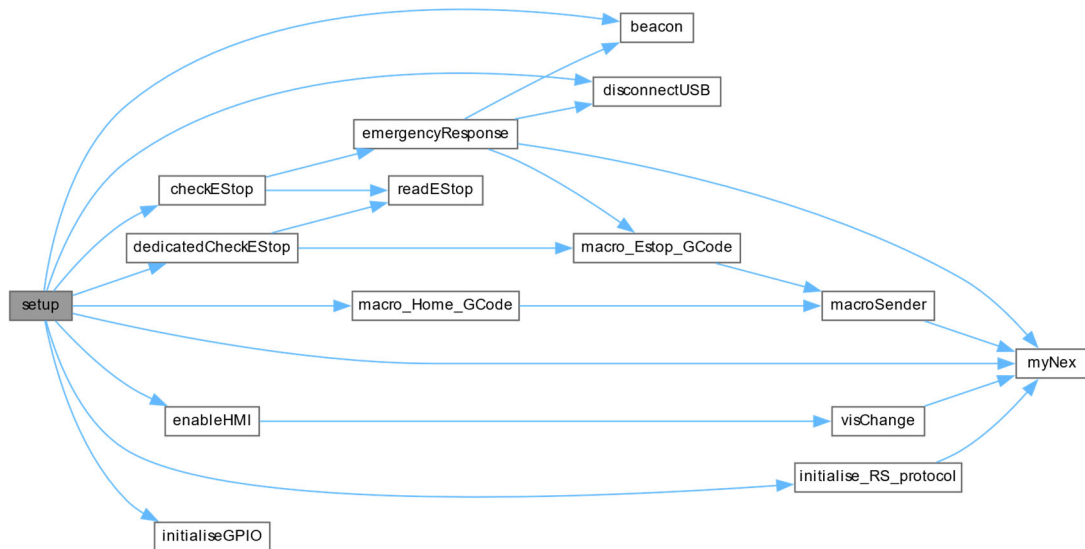 beacon
disconnectUSB
emergencyResponse
checkEStop
readEStop
dedicatedCheckEStop
macro_Estop_GCode
setup
macro_Home_GCode
macroSender
myNex
enableHMI
visChange
initialise_RS_protocol
initialiseGPIO